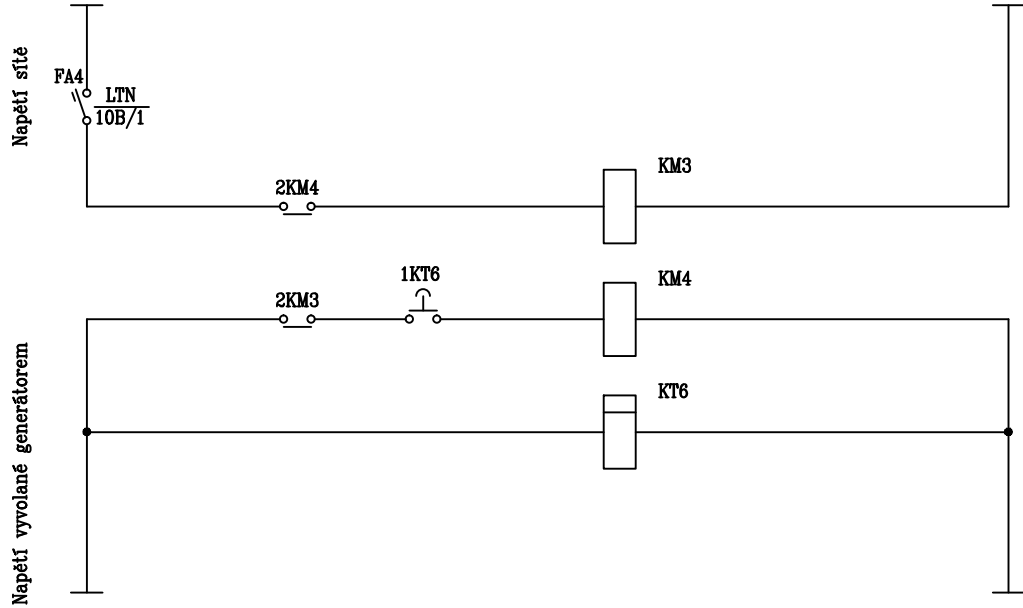 Napětí sítě
FA4
LTN
10B/1
2KM4
KM3
1KT6
2KM3
KM4
KT6
Napětí vyvolané generátorem